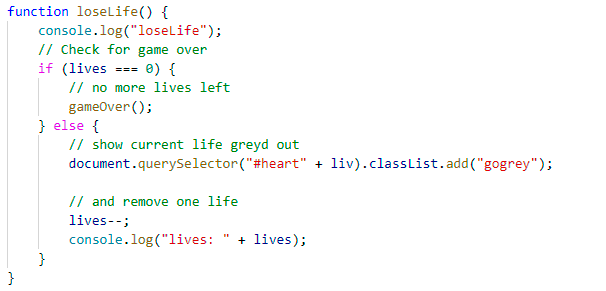 function loseLife() {
    console.log("loseLife");
    // Check for game over
    if (lives === 0) {
        // no more lives left
        gameOver();
    } else {
        // show current life greyd out
        document.querySelector("#heart" + liv).classList.add("gogrey");

        // and remove one life
        lives--;
        console.log("lives: " + lives);
    }
}